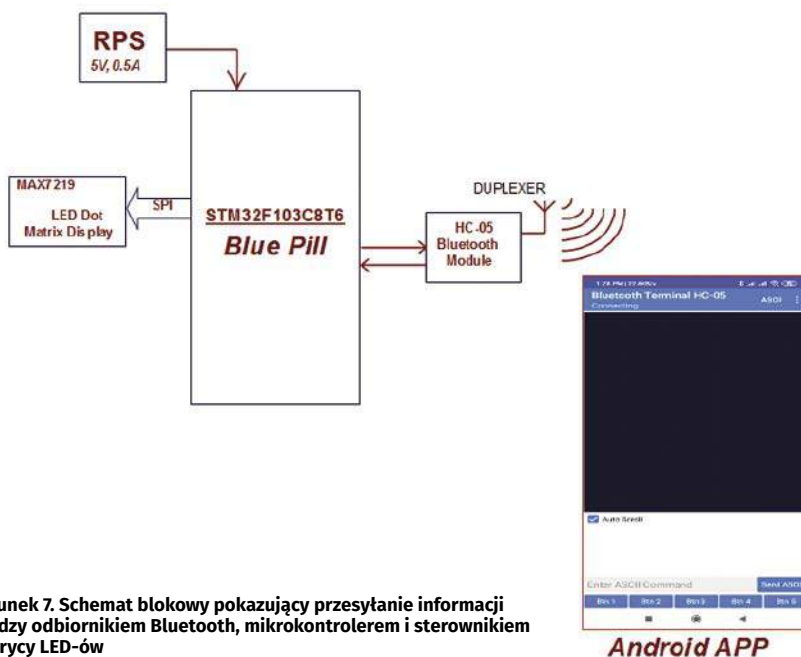 RPS
5V, 0.5A
MAX7219
LED Dot
Matrix Display
SPI
STM32F103C8T6
Blue Pill
DUPLEXER
HC-05
Bluetooth
Module
Bluetooth Terminal HC-05
Connecting
ASCII
Auto Scroll
Enter ASCII Command
Send ASCII
Btn 1 Btn 2 Btn 3 Btn 4 Btn 5
Android APP
unek 7. Schemat blokowy pokazujący przesyłanie informacji
dzy odbiornikiem Bluetooth, mikrokontrolerem i sterownikiem
rycy LED-ów